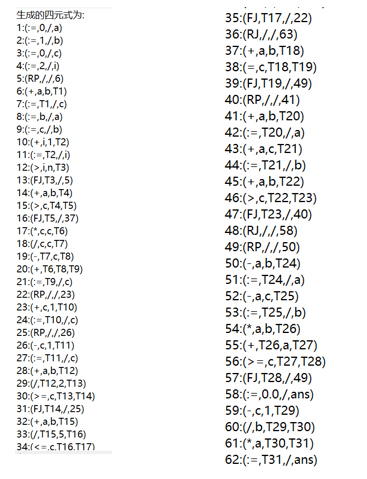 生成的四元式为:
1:(:=,0,/,a)
2:(:=,1,/,b)
3:(:=,0,/,c)
4:(:=,2,/,i)
5:(RP,/,/,6)
6:(+,a,b,T1)
7:(:=,T1,/,c)
8:(:=,b,/,a)
9:(:=,c,/,b)
10:(+,i,1,T2)
11:(:=,T2,/,i)
12:(>,i,n,T3)
13:(FJ,T3,/,5)
14:(+,a,b,T4)
15:(>,c,T4,T5)
16:(FJ,T5,/,37)
17:(*,c,c,T6)
18:(/,c,c,T7)
19:(-,T7,c,T8)
20:(+,T6,T8,T9)
21:(:=,T9,/,c)
22:(RP,/,/,23)
23:(+,c,1,T10)
24:(:=,T10,/,c)
25:(RP,/,/,26)
26:(-,c,1,T11)
27:(:=,T11,/,c)
28:(+,a,b,T12)
29:(/,T12,2,T13)
30:(>=,c,T13,T14)
31:(FJ,T14,/,25)
32:(+,a,b,T15)
33:(/,T15,5,T16)
34:(<=,c,T16,T17)
35:(FJ,T17,/,22)
36:(RJ,/,/,63)
37:(+,a,b,T18)
38:(=,c,T18,T19)
39:(FJ,T19,/,49)
40:(RP,/,/,41)
41:(+,a,b,T20)
42:(:=,T20,/,a)
43:(+,a,c,T21)
44:(:=,T21,/,b)
45:(+,a,b,T22)
46:(>,c,T22,T23)
47:(FJ,T23,/,40)
48:(RJ,/,/,58)
49:(RP,/,/,50)
50:(-,a,b,T24)
51:(:=,T24,/,a)
52:(-,a,c,T25)
53:(:=,T25,/,b)
54:(*,a,b,T26)
55:(+,T26,a,T27)
56:(>=,c,T27,T28)
57:(FJ,T28,/,49)
58:(:=,0.0,/,ans)
59:(-,c,1,T29)
60:(/,b,T29,T30)
61:(*,a,T30,T31)
62:(:=,T31,/,ans)